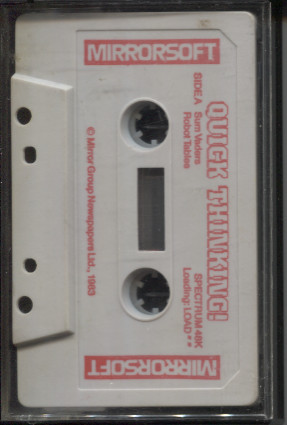 MIRRORSOFT
QUICK THINKING!
SIDE A Sum Vaders
Robot Tables
SPECTRUM 48K
Loading: LOAD " "
© Mirror Group Newspapers Ltd., 1983
MIRRORSOFT